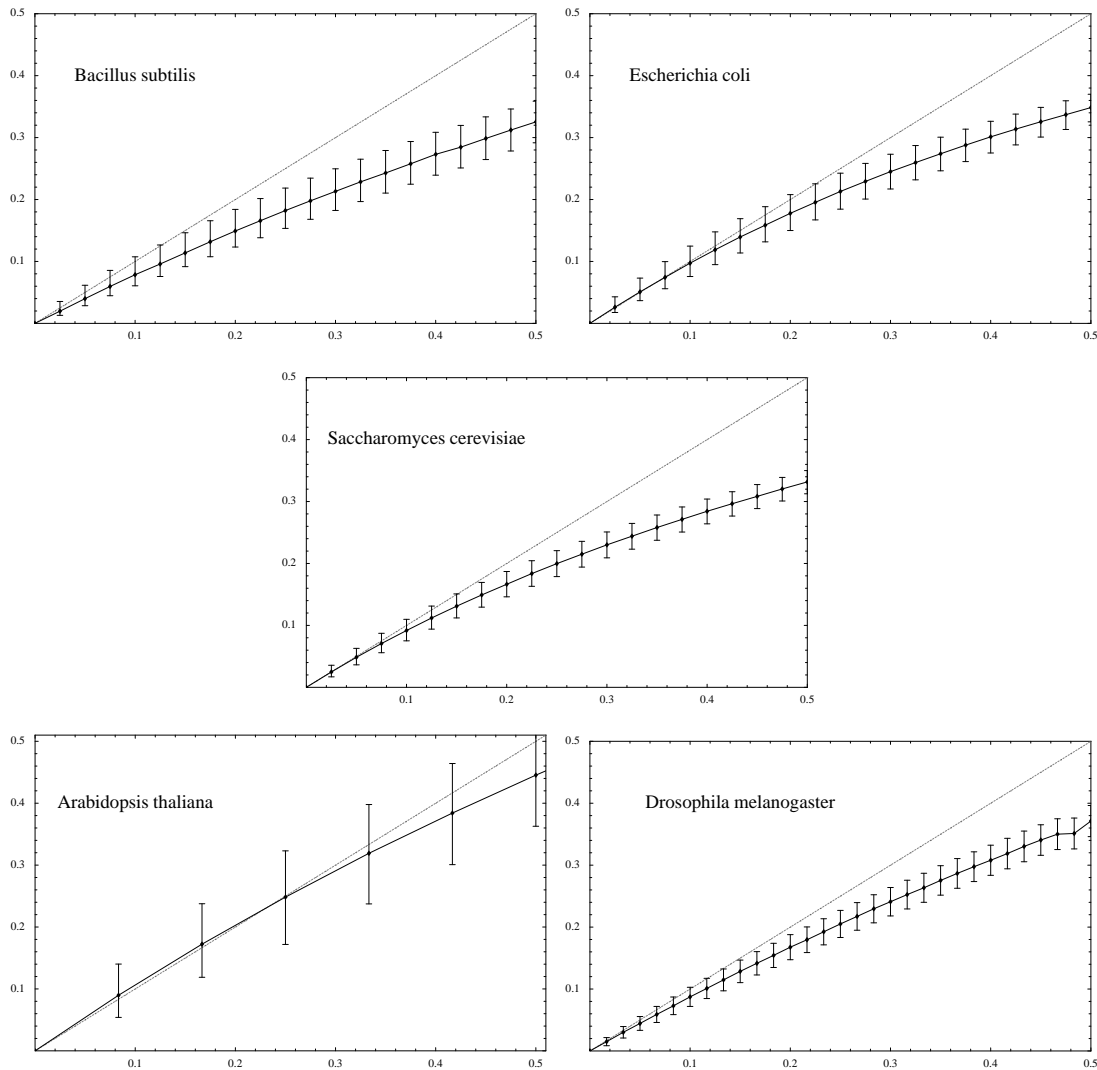 0.5
0.4
0.3
0.2
0.1
Bacillus subtilis
0.1 0.2 0.3 0.4 0.5
0.5
0.4
0.3
0.2
0.1
Escherichia coli
0.1 0.2 0.3 0.4 0.5
0.5
0.4
0.3
0.2
0.1
Saccharomyces cerevisiae
0.1 0.2 0.3 0.4 0.5
0.5
0.4
0.3
0.2
0.1
Arabidopsis thaliana
0.1 0.2 0.3 0.4 0.5
0.5
0.4
0.3
0.2
0.1
Drosophila melanogaster
0.1 0.2 0.3 0.4 0.5